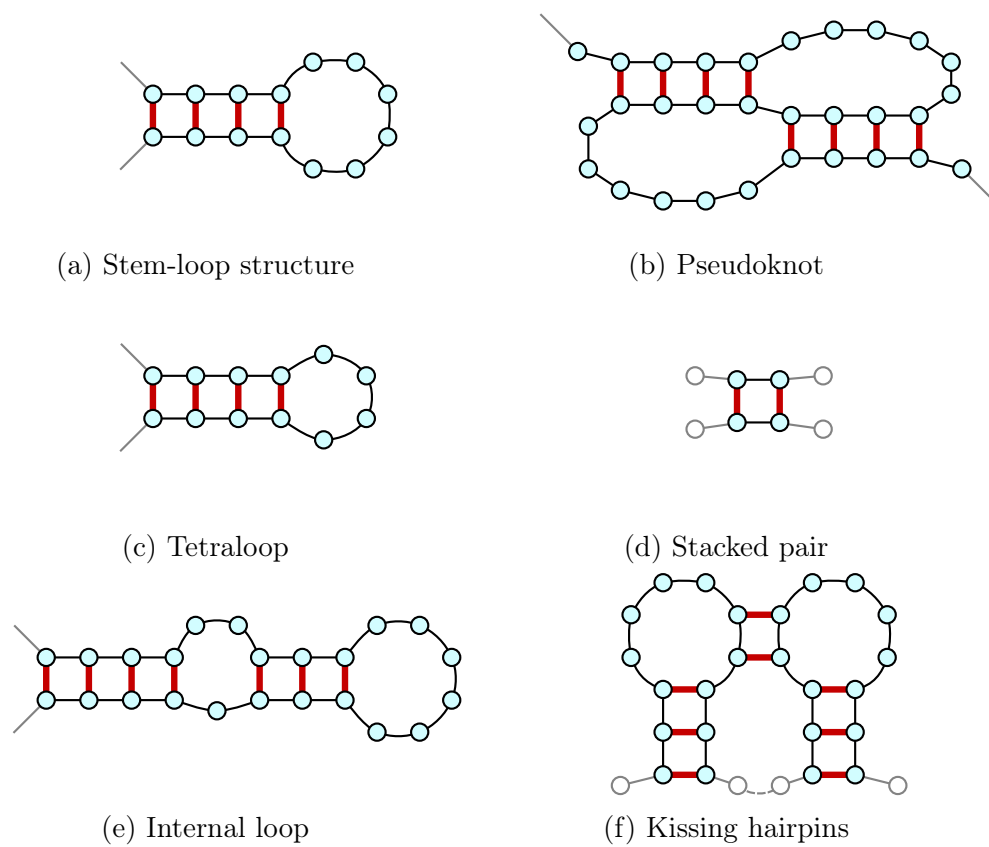 (a) Stem-loop structure
(b) Pseudoknot
(c) Tetraloop
(d) Stacked pair
(e) Internal loop
(f) Kissing hairpins